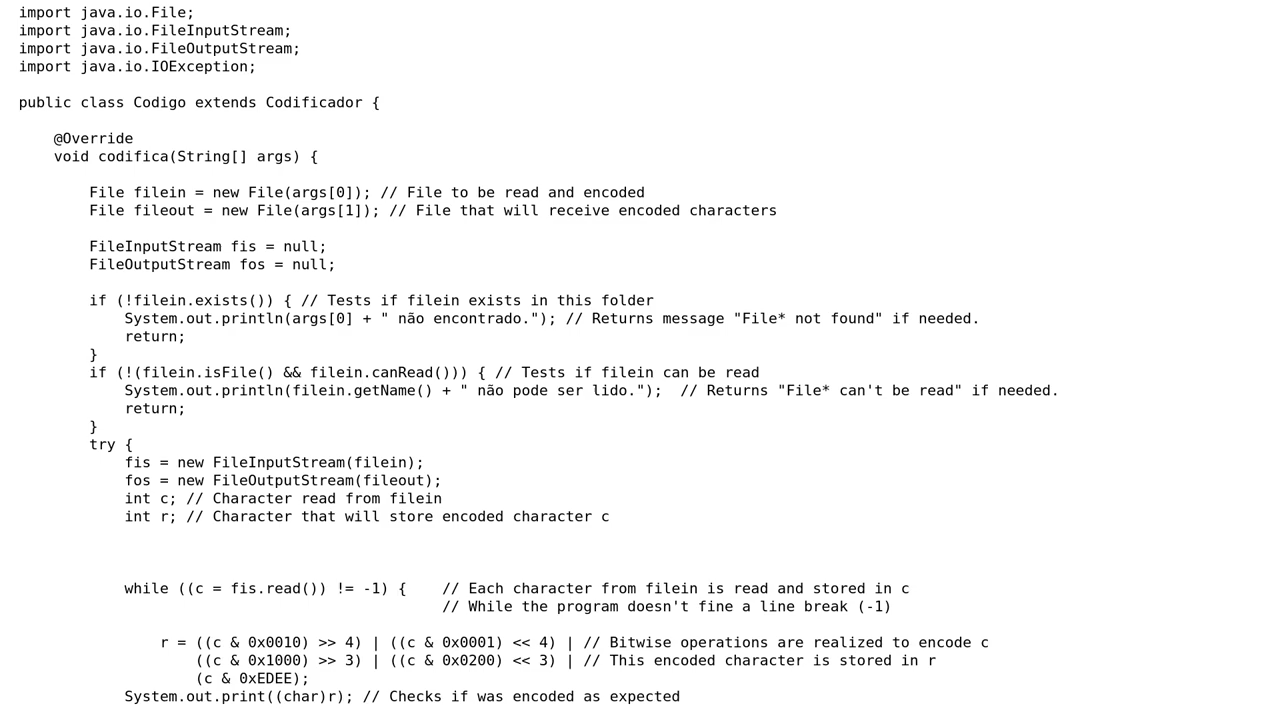 import java.io.File;
import java.io.FileInputStream;
import java.io.FileOutputStream;
import java.io.IOException;

public class Codigo extends Codificador {

    @Override
    void codifica(String[] args) {

        File filein = new File(args[0]); // File to be read and encoded
        File fileout = new File(args[1]); // File that will receive encoded characters

        FileInputStream fis = null;
        FileOutputStream fos = null;

        if (!filein.exists()) { // Tests if filein exists in this folder
            System.out.println(args[0] + " não encontrado."); // Returns message "File* not found" if needed.
            return;
        }
        if (!(filein.isFile() && filein.canRead())) { // Tests if filein can be read
            System.out.println(filein.getName() + " não pode ser lido.");  // Returns "File* can't be read" if needed.
            return;
        }
        try {
            fis = new FileInputStream(filein);
            fos = new FileOutputStream(fileout);
            int c; // Character read from filein
            int r; // Character that will store encoded character c

            while ((c = fis.read()) != -1) {    // Each character from filein is read and stored in c
                                                // While the program doesn't fine a line break (-1)

                r = ((c & 0x0010) >> 4) | ((c & 0x0001) << 4) | // Bitwise operations are realized to encode c
                    ((c & 0x1000) >> 3) | ((c & 0x0200) << 3) | // This encoded character is stored in r
                    (c & 0xEDEE);
            System.out.print((char)r); // Checks if was encoded as expected